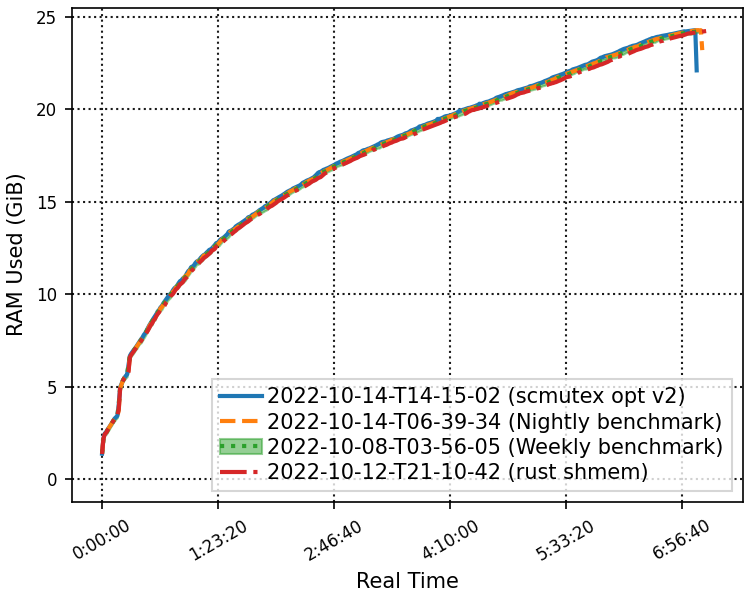 25
20
15
10
5
0
RAM Used (GiB)
2022-10-14-T14-15-02 (scmutex opt v2)
2022-10-14-T06-39-34 (Nightly benchmark)
2022-10-08-T03-56-05 (Weekly benchmark)
2022-10-12-T21-10-42 (rust shmem)
0:00:00
1:23:20
2:46:40
4:10:00
5:33:20
6:56:40
Real Time